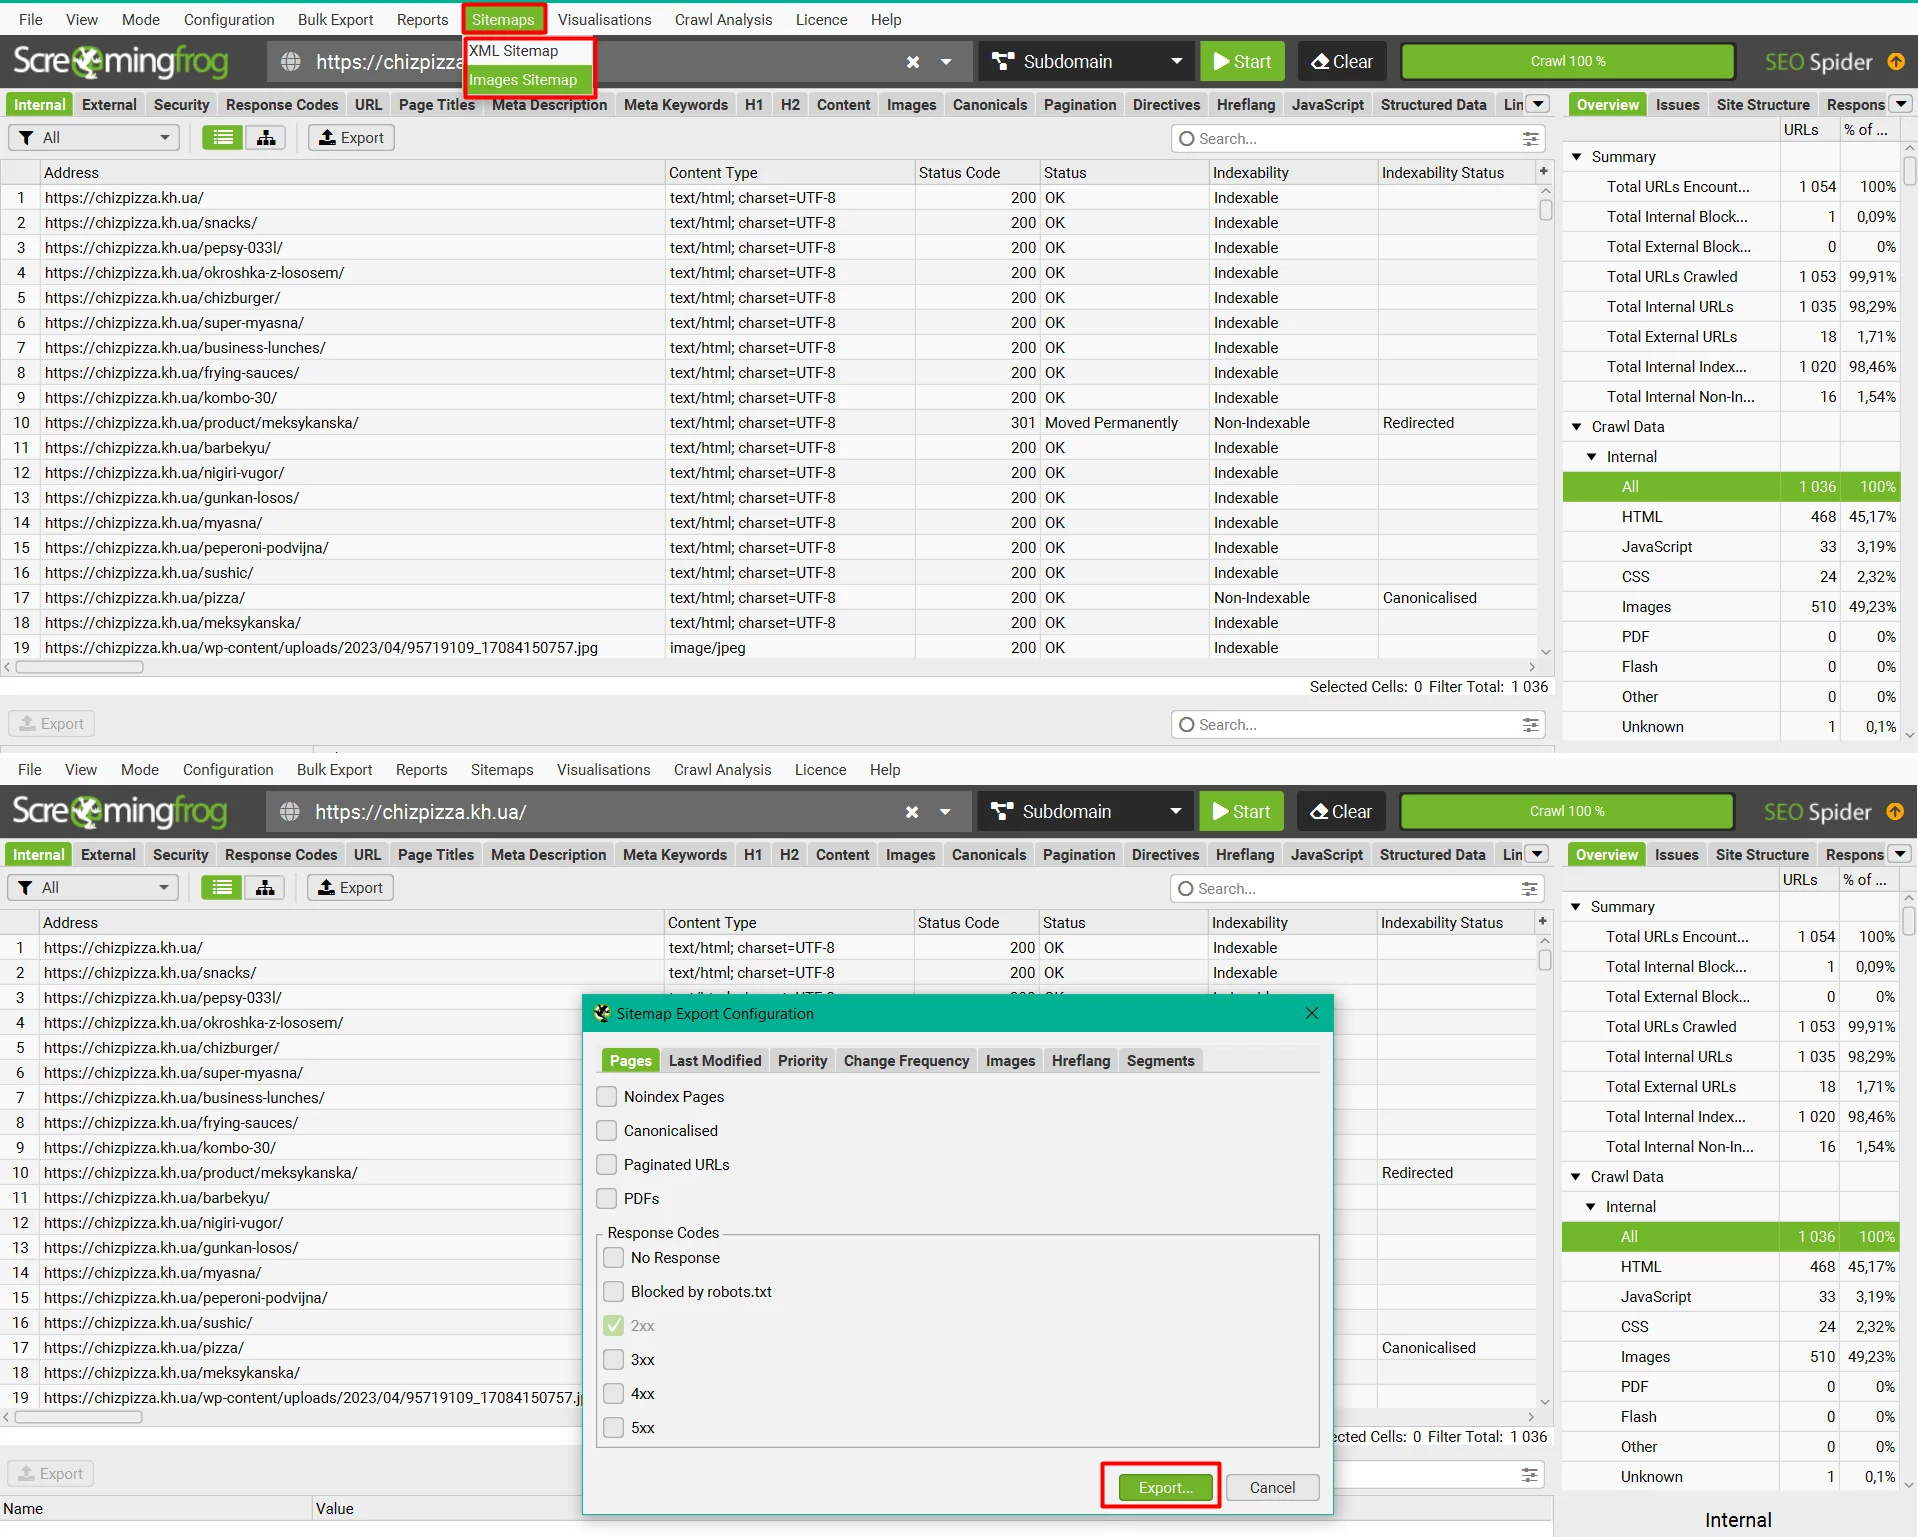 File View Mode Configuration Bulk Export Reports Sitemaps Visualisations Crawl Analysis Licence Help
XML Sitemap
Images Sitemap
Screamingfrog https://chizpizza Subdomain Start Clear Crawl 100 % SEO Spider
Internal External Security Response Codes URL Page Titles Meta Description Meta Keywords H1 H2 Content Images Canonicals Pagination Directives Hreflang JavaScript Structured Data Lin Overview Issues Site Structure Respons
All Export Search... URLs % of ...
Address Content Type Status Code Status Indexability Indexability Status +
1 https://chizpizza.kh.ua/ text/html; charset=UTF-8 200 OK Indexable
2 https://chizpizza.kh.ua/snacks/ text/html; charset=UTF-8 200 OK Indexable
3 https://chizpizza.kh.ua/pepsy-033l/ text/html; charset=UTF-8 200 OK Indexable
4 https://chizpizza.kh.ua/okroshka-z-lososem/ text/html; charset=UTF-8 200 OK Indexable
5 https://chizpizza.kh.ua/chizburger/ text/html; charset=UTF-8 200 OK Indexable
6 https://chizpizza.kh.ua/super-myasna/ text/html; charset=UTF-8 200 OK Indexable
7 https://chizpizza.kh.ua/business-lunches/ text/html; charset=UTF-8 200 OK Indexable
8 https://chizpizza.kh.ua/frying-sauces/ text/html; charset=UTF-8 200 OK Indexable
9 https://chizpizza.kh.ua/kombo-30/ text/html; charset=UTF-8 200 OK Indexable
10 https://chizpizza.kh.ua/product/meksykanska/ text/html; charset=UTF-8 301 Moved Permanently Non-Indexable Redirected
11 https://chizpizza.kh.ua/barbekyu/ text/html; charset=UTF-8 200 OK Indexable
12 https://chizpizza.kh.ua/nigiri-vugor/ text/html; charset=UTF-8 200 OK Indexable
13 https://chizpizza.kh.ua/gunkan-losos/ text/html; charset=UTF-8 200 OK Indexable
14 https://chizpizza.kh.ua/myasna/ text/html; charset=UTF-8 200 OK Indexable
15 https://chizpizza.kh.ua/peperoni-podvijna/ text/html; charset=UTF-8 200 OK Indexable
16 https://chizpizza.kh.ua/sushic/ text/html; charset=UTF-8 200 OK Indexable
17 https://chizpizza.kh.ua/pizza/ text/html; charset=UTF-8 200 OK Non-Indexable Canonicalised
18 https://chizpizza.kh.ua/meksykanska/ text/html; charset=UTF-8 200 OK Indexable
19 https://chizpizza.kh.ua/wp-content/uploads/2023/04/95719109_17084150757.jpg image/jpeg 200 OK Indexable
Selected Cells: 0 Filter Total: 1 036
Export Search...
Summary
Total URLs Encount... 1 054 100%
Total Internal Block... 1 0,09%
Total External Block... 0 0%
Total URLs Crawled 1 053 99,91%
Total Internal URLs 1 035 98,29%
Total External URLs 18 1,71%
Total Internal Index... 1 020 98,46%
Total Internal Non-In... 16 1,54%
Crawl Data
Internal
All 1 036 100%
HTML 468 45,17%
JavaScript 33 3,19%
CSS 24 2,32%
Images 510 49,23%
PDF 0 0%
Flash 0 0%
Other 0 0%
Unknown 1 0,1%
File View Mode Configuration Bulk Export Reports Sitemaps Visualisations Crawl Analysis Licence Help
Screamingfrog https://chizpizza.kh.ua/ Subdomain Start Clear Crawl 100 % SEO Spider
Internal External Security Response Codes URL Page Titles Meta Description Meta Keywords H1 H2 Content Images Canonicals Pagination Directives Hreflang JavaScript Structured Data Lin Overview Issues Site Structure Respons
All Export Search... URLs % of ...
Address Content Type Status Code Status Indexability Indexability Status +
1 https://chizpizza.kh.ua/ text/html; charset=UTF-8 200 OK Indexable
2 https://chizpizza.kh.ua/snacks/ text/html; charset=UTF-8 200 OK Indexable
3 https://chizpizza.kh.ua/pepsy-033l/
4 https://chizpizza.kh.ua/okroshka-z-lososem/
5 https://chizpizza.kh.ua/chizburger/
6 https://chizpizza.kh.ua/super-myasna/
7 https://chizpizza.kh.ua/business-lunches/
8 https://chizpizza.kh.ua/frying-sauces/
9 https://chizpizza.kh.ua/kombo-30/
10 https://chizpizza.kh.ua/product/meksykanska/ Redirected
11 https://chizpizza.kh.ua/barbekyu/
12 https://chizpizza.kh.ua/nigiri-vugor/
13 https://chizpizza.kh.ua/gunkan-losos/
14 https://chizpizza.kh.ua/myasna/
15 https://chizpizza.kh.ua/peperoni-podvijna/
16 https://chizpizza.kh.ua/sushic/
17 https://chizpizza.kh.ua/pizza/ Canonicalised
18 https://chizpizza.kh.ua/meksykanska/
19 https://chizpizza.kh.ua/wp-content/uploads/2023/04/95719109_17084150757.j
Sitemap Export Configuration
Pages Last Modified Priority Change Frequency Images Hreflang Segments
Noindex Pages
Canonicalised
Paginated URLs
PDFs
Response Codes
No Response
Blocked by robots.txt
2xx
3xx
4xx
5xx
Export... Cancel
ected Cells: 0 Filter Total: 1 036
Export
Name Value
Summary
Total URLs Encount... 1 054 100%
Total Internal Block... 1 0,09%
Total External Block... 0 0%
Total URLs Crawled 1 053 99,91%
Total Internal URLs 1 035 98,29%
Total External URLs 18 1,71%
Total Internal Index... 1 020 98,46%
Total Internal Non-In... 16 1,54%
Crawl Data
Internal
All 1 036 100%
HTML 468 45,17%
JavaScript 33 3,19%
CSS 24 2,32%
Images 510 49,23%
PDF 0 0%
Flash 0 0%
Other 0 0%
Unknown 1 0,1%
Internal